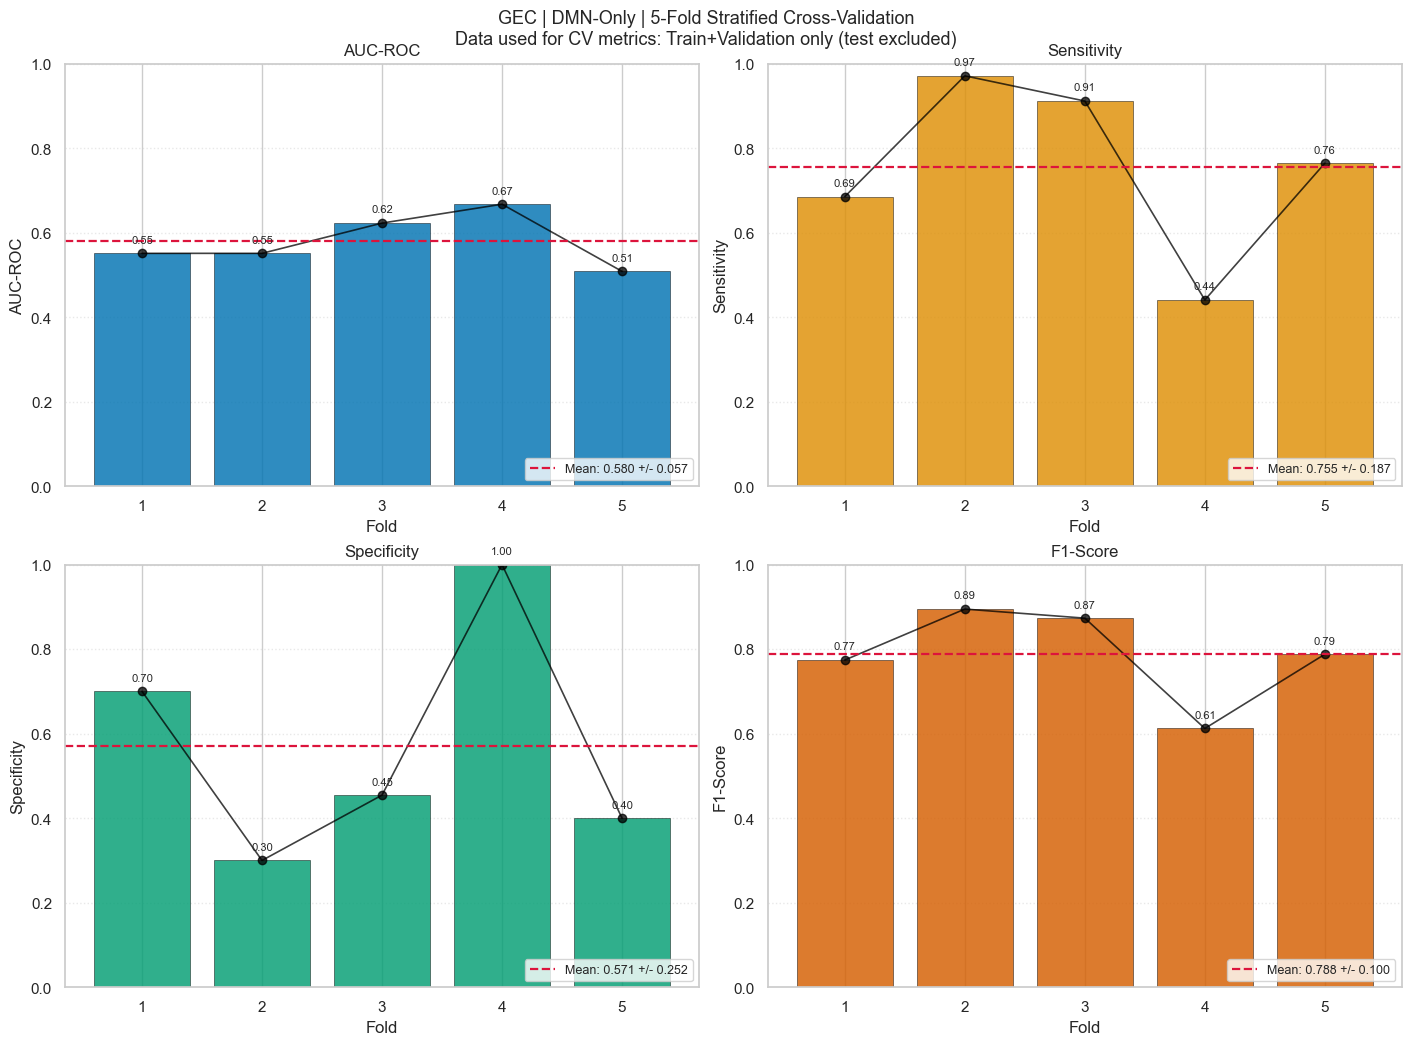 GEC | DMN-Only | 5-Fold Stratified Cross-Validation
Data used for CV metrics: Train+Validation only (test excluded)
AUC-ROC
1.0
0.8
0.6
0.4
0.2
0.0
AUC-ROC
0.55
0.55
0.62
0.67
0.51
Mean: 0.580 +/- 0.057
1 2 3 4 5
Fold
Sensitivity
1.0
0.8
0.6
0.4
0.2
0.0
Sensitivity
0.69
0.97
0.91
0.44
0.76
Mean: 0.755 +/- 0.187
1 2 3 4 5
Fold
Specificity
1.0
0.8
0.6
0.4
0.2
0.0
Specificity
0.70
0.30
0.45
1.00
0.40
Mean: 0.571 +/- 0.252
1 2 3 4 5
Fold
F1-Score
1.0
0.8
0.6
0.4
0.2
0.0
F1-Score
0.77
0.89
0.87
0.61
0.79
Mean: 0.788 +/- 0.100
1 2 3 4 5
Fold